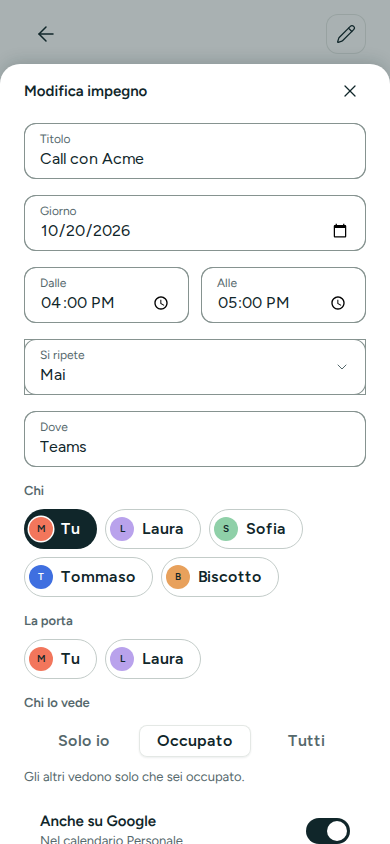 Modifica impegno
Titolo
Call con Acme
Giorno
10/20/2026
Dalle
04:00 PM
Alle
05:00 PM
Si ripete
Mai
Dove
Teams
Chi
M Tu
L Laura
S Sofia
T Tommaso
B Biscotto
La porta
M Tu
L Laura
Chi lo vede
Solo io
Occupato
Tutti
Gli altri vedono solo che sei occupato.
Anche su Google
Nel calendario Personale